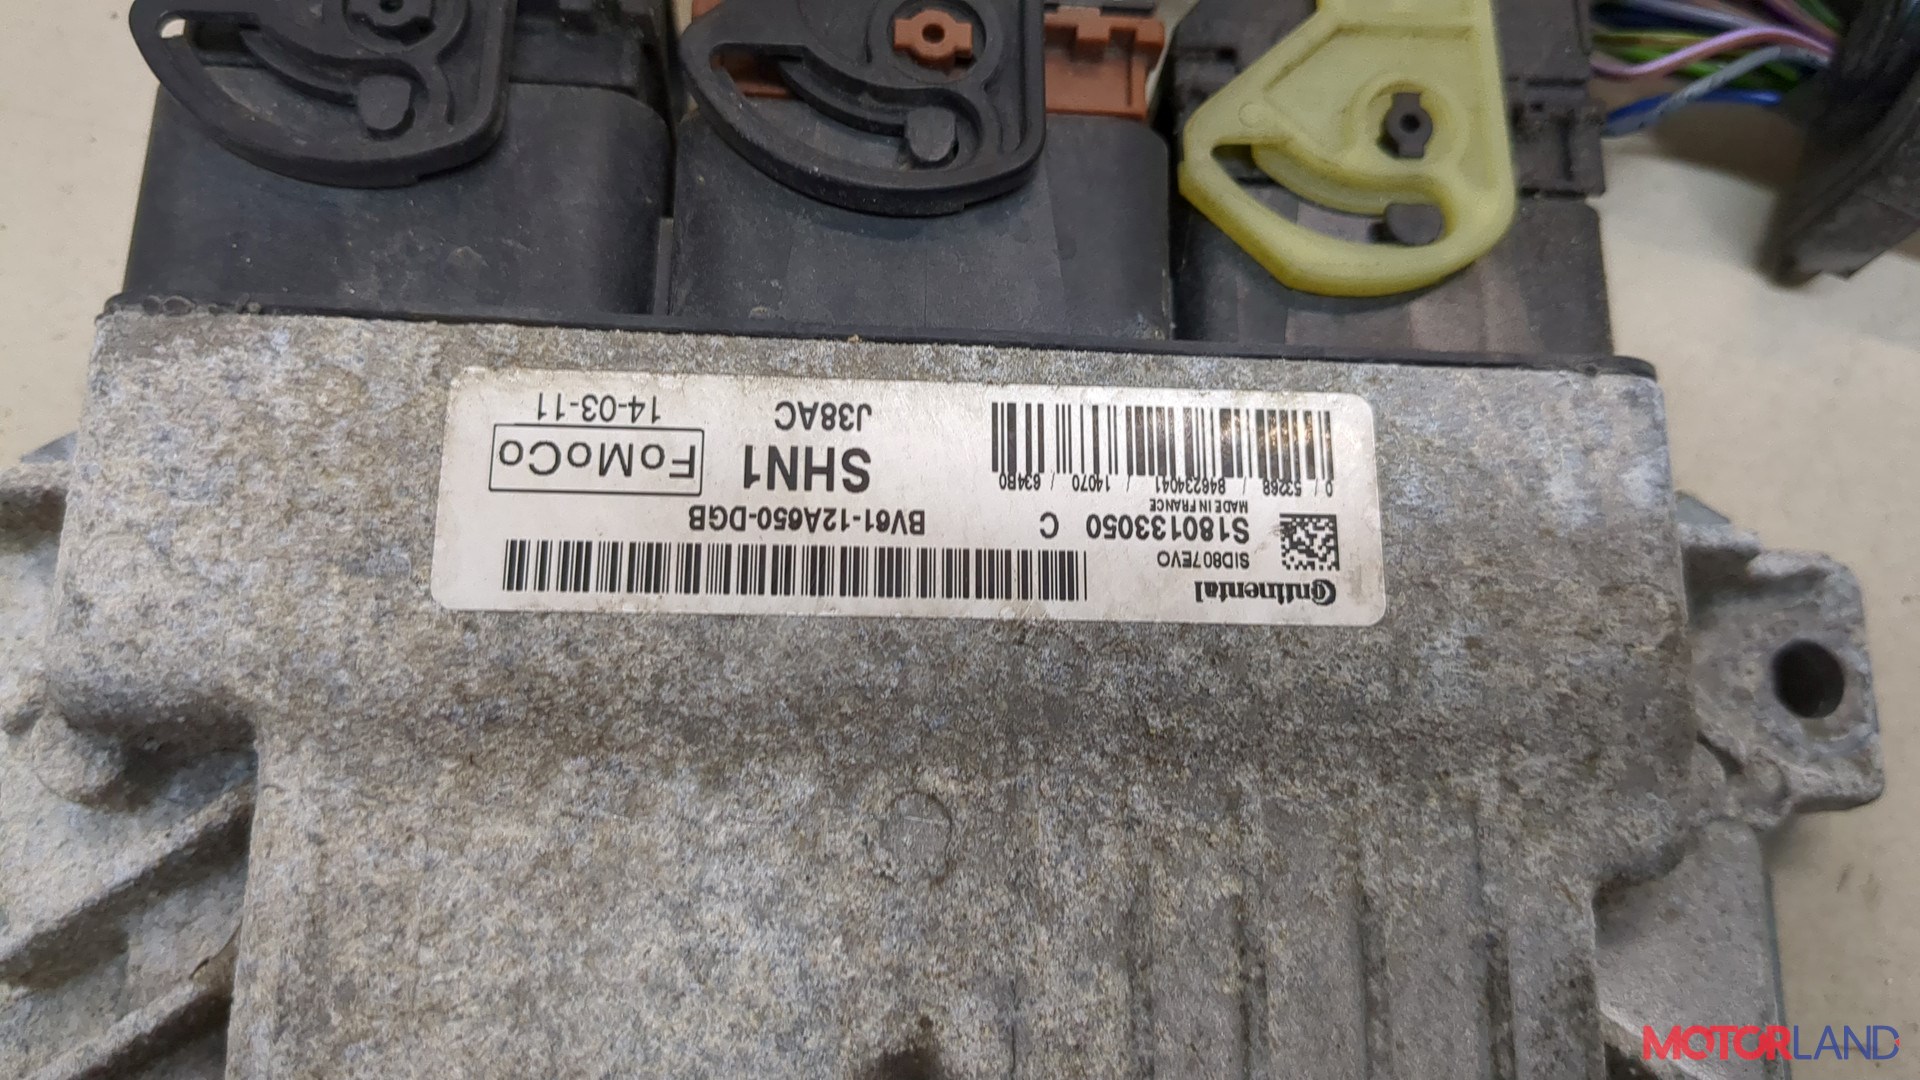 Continental
SID807EVO
S180133050 C
MADE IN FRANCE
BV61-12A650-DGB
0 / 53268 / 846234041 / 14070 / 634B0
SHN1
FoMoCo
J38AC
14-03-11
MOTORLAND